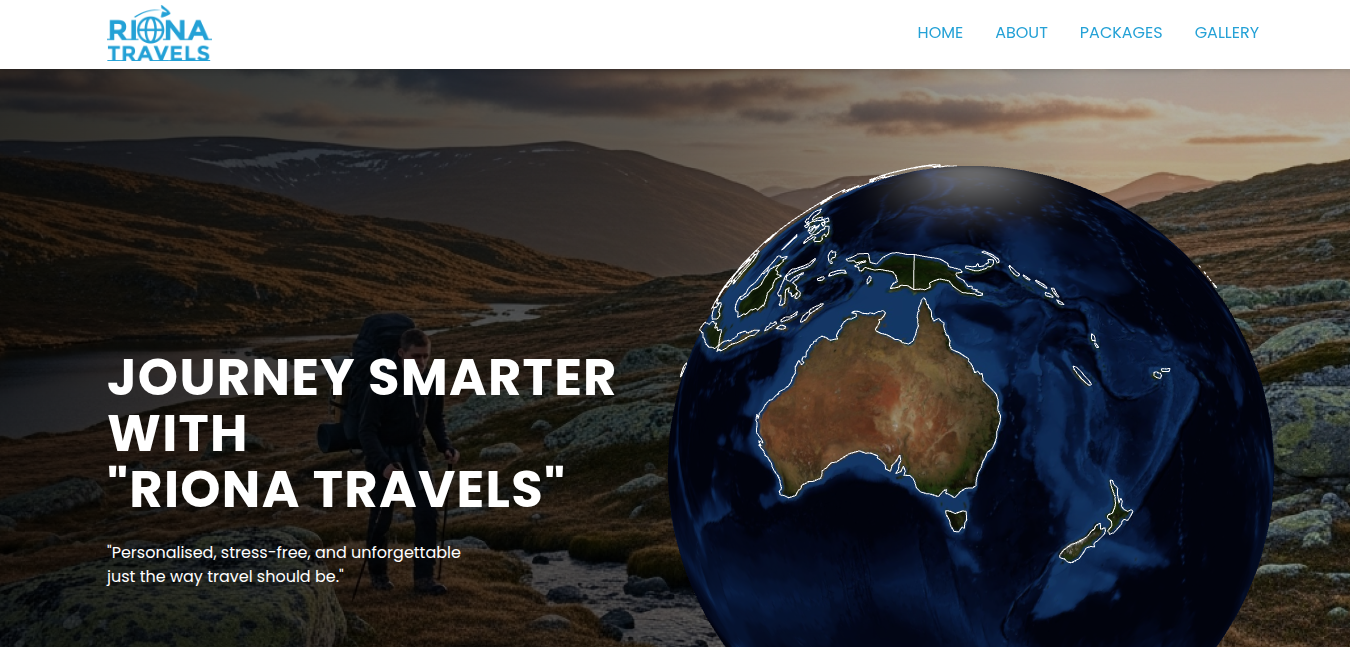 RIONA
TRAVELS
HOME ABOUT PACKAGES GALLERY
JOURNEY SMARTER
WITH
"RIONA TRAVELS"
"Personalised, stress-free, and unforgettable
just the way travel should be."